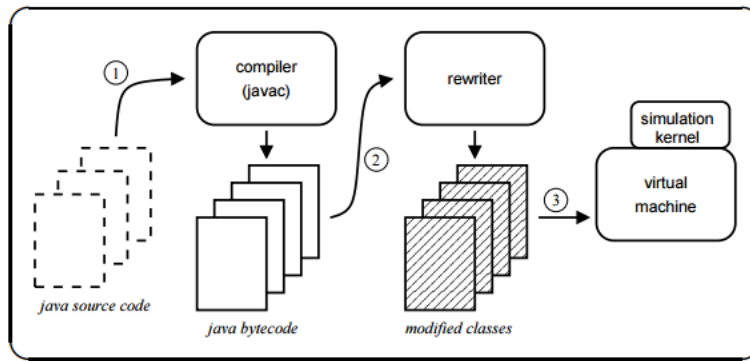 1
compiler
(javac)
rewriter
simulation
kernel
2
virtual
machine
3
java source code
java bytecode
modified classes